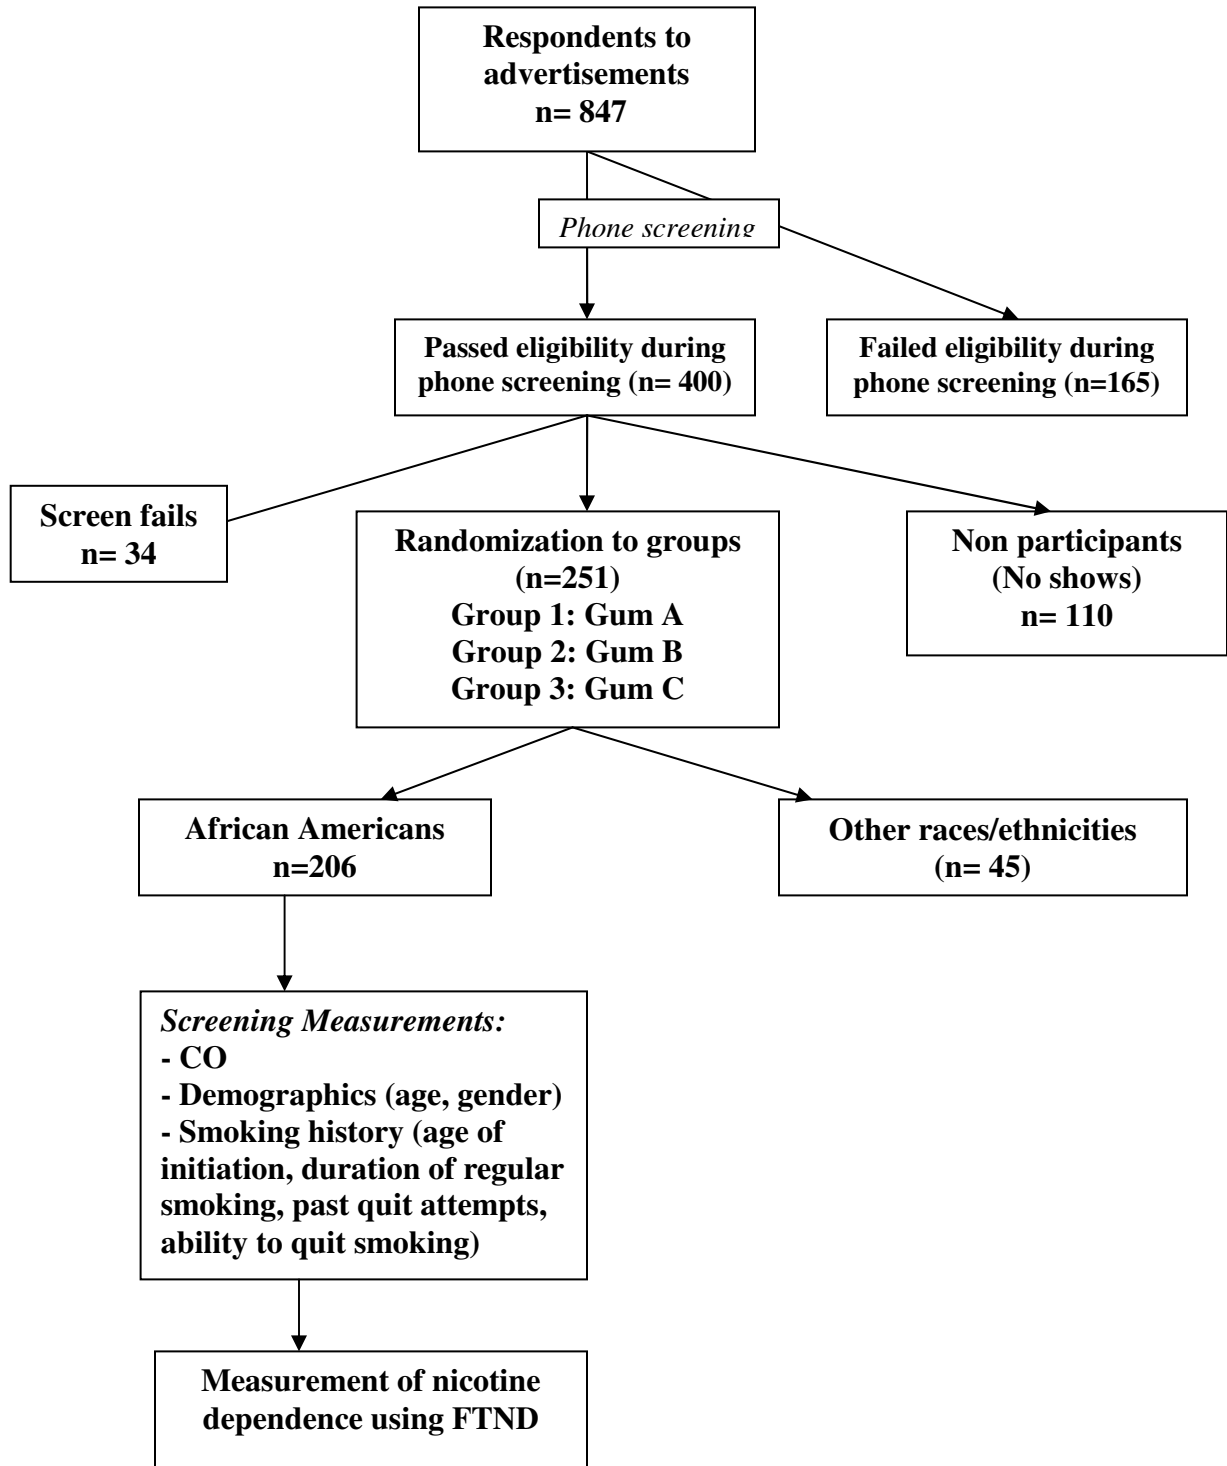 Respondents to
advertisements
n= 847
Phone screening
Passed eligibility during
phone screening (n= 400)
Failed eligibility during
phone screening (n=165)
Screen fails
n= 34
Randomization to groups
(n=251)
Group 1: Gum A
Group 2: Gum B
Group 3: Gum C
Non participants
(No shows)
n= 110
African Americans
n=206
Other races/ethnicities
(n= 45)
Screening Measurements:
- CO
- Demographics (age, gender)
- Smoking history (age of
initiation, duration of regular
smoking, past quit attempts,
ability to quit smoking)
Measurement of nicotine
dependence using FTND